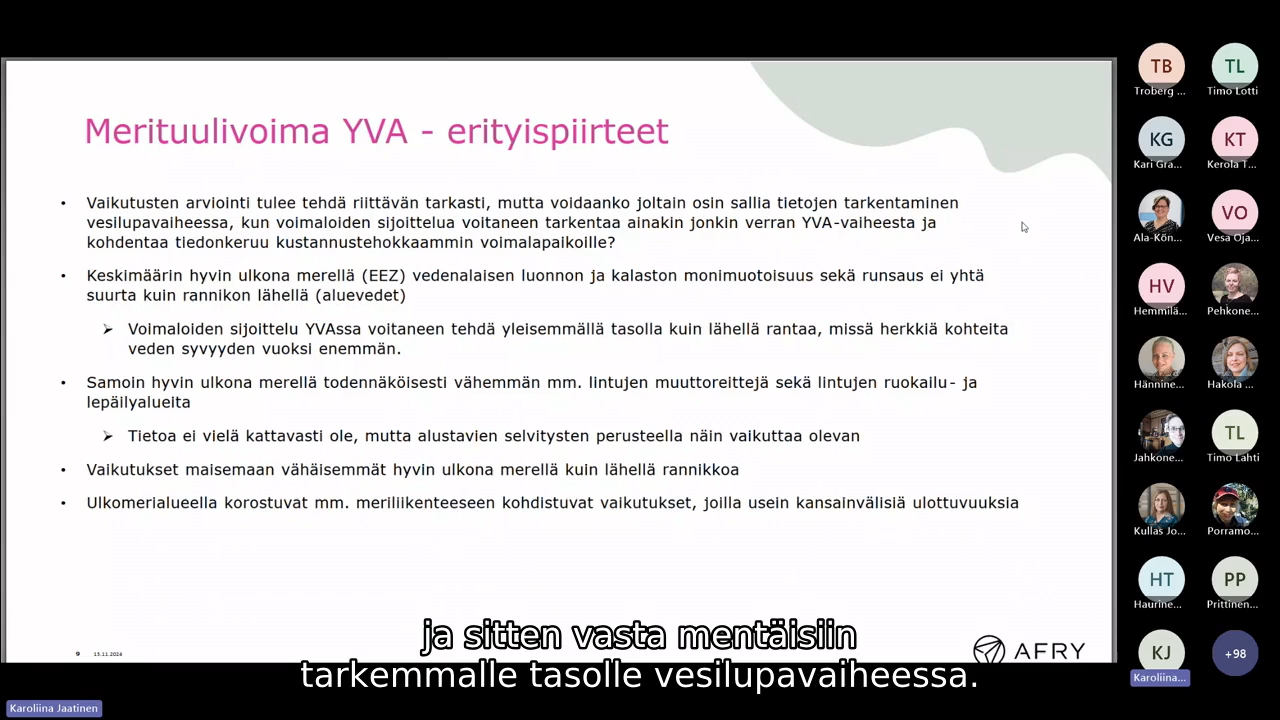 Merituulivoima YVA - erityispiirteet
• Vaikutusten arviointi tulee tehdä riittävän tarkasti, mutta voidaanko joltain osin sallia tietojen tarkentaminen
vesilupavaiheessa, kun voimaloiden sijoittelua voitaneen tarkentaa ainakin jonkin verran YVA-vaiheesta ja
kohdentaa tiedonkeruu kustannustehokkaammin voimalapaikoille?
• Keskimäärin hyvin ulkona merellä (EEZ) vedenalaisen luonnon ja kalaston monimuotoisuus sekä runsaus ei yhtä
suurta kuin rannikon lähellä (aluevedet)
➢ Voimaloiden sijoittelu YVAssa voitaneen tehdä yleisemmällä tasolla kuin lähellä rantaa, missä herkkiä kohteita
veden syvyyden vuoksi enemmän.
• Samoin hyvin ulkona merellä todennäköisesti vähemmän mm. lintujen muuttoreittejä sekä lintujen ruokailu- ja
lepäilyalueita
➢ Tietoa ei vielä kattavasti ole, mutta alustavien selvitysten perusteella näin vaikuttaa olevan
• Vaikutukset maisemaan vähäisemmät hyvin ulkona merellä kuin lähellä rannikkoa
• Ulkomerialueella korostuvat mm. meriliikenteeseen kohdistuvat vaikutukset, joilla usein kansainvälisiä ulottuvuuksia
9 15.11.2024
AFRY
ja sitten vasta mentäisiin
tarkemmalle tasolle vesilupavaiheessa.
Karoliina Jaatinen
TB TL
Troberg ... Timo Lotti
KG KT
Kari Gra... Kerola T...
VO
Ala-Kön... Vesa Oja...
HV
Hemmilä... Pehkone...
Hännine... Hakola ...
TL
Jahkone... Timo Lahti
Kullas Jo... Porramo...
HT PP
Haurine... Prittinen...
KJ +98
Karoliina...